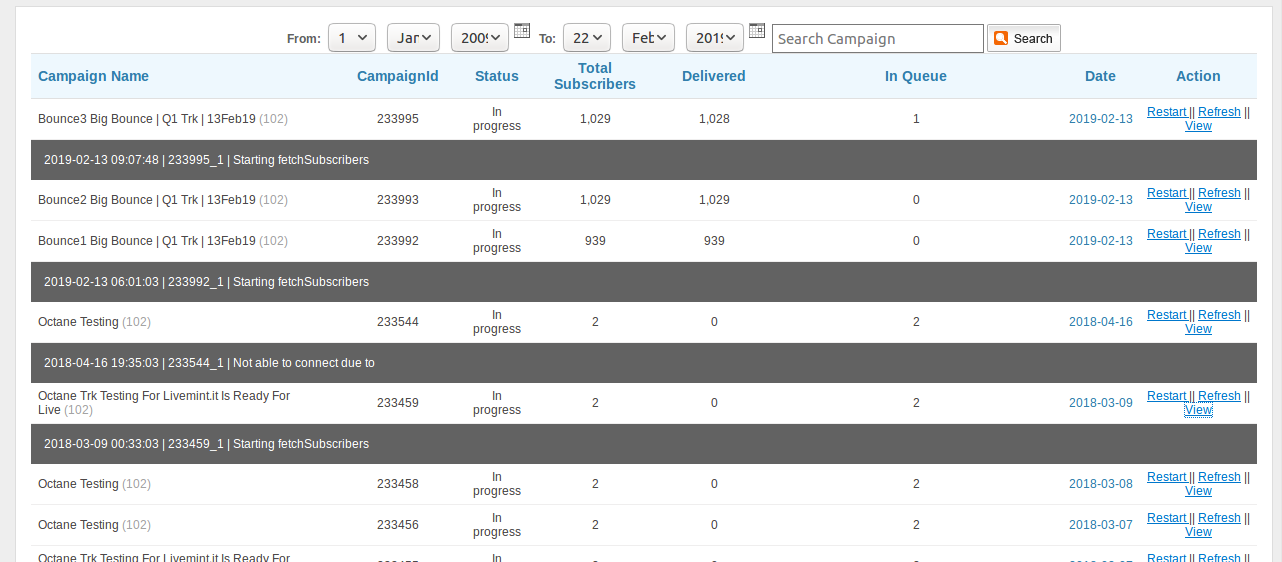 From: 1 Jan 2009 To: 22 Feb 2019 Search Campaign Search
Campaign Name CampaignId Status Total Subscribers Delivered In Queue Date Action
Bounce3 Big Bounce | Q1 Trk | 13Feb19 (102) 233995 In progress 1,029 1,028 1 2019-02-13 Restart || Refresh || View
2019-02-13 09:07:48 | 233995_1 | Starting fetchSubscribers
Bounce2 Big Bounce | Q1 Trk | 13Feb19 (102) 233993 In progress 1,029 1,029 0 2019-02-13 Restart || Refresh || View
Bounce1 Big Bounce | Q1 Trk | 13Feb19 (102) 233992 In progress 939 939 0 2019-02-13 Restart || Refresh || View
2019-02-13 06:01:03 | 233992_1 | Starting fetchSubscribers
Octane Testing (102) 233544 In progress 2 0 2 2018-04-16 Restart || Refresh || View
2018-04-16 19:35:03 | 233544_1 | Not able to connect due to
Octane Trk Testing For Livemint.it Is Ready For Live (102) 233459 In progress 2 0 2 2018-03-09 Restart || Refresh || View
2018-03-09 00:33:03 | 233459_1 | Starting fetchSubscribers
Octane Testing (102) 233458 In progress 2 0 2 2018-03-08 Restart || Refresh || View
Octane Testing (102) 233456 In progress 2 0 2 2018-03-07 Restart || Refresh || View
Octane Trk Testing For Livemint.it Is Ready For In Restart || Refresh ||